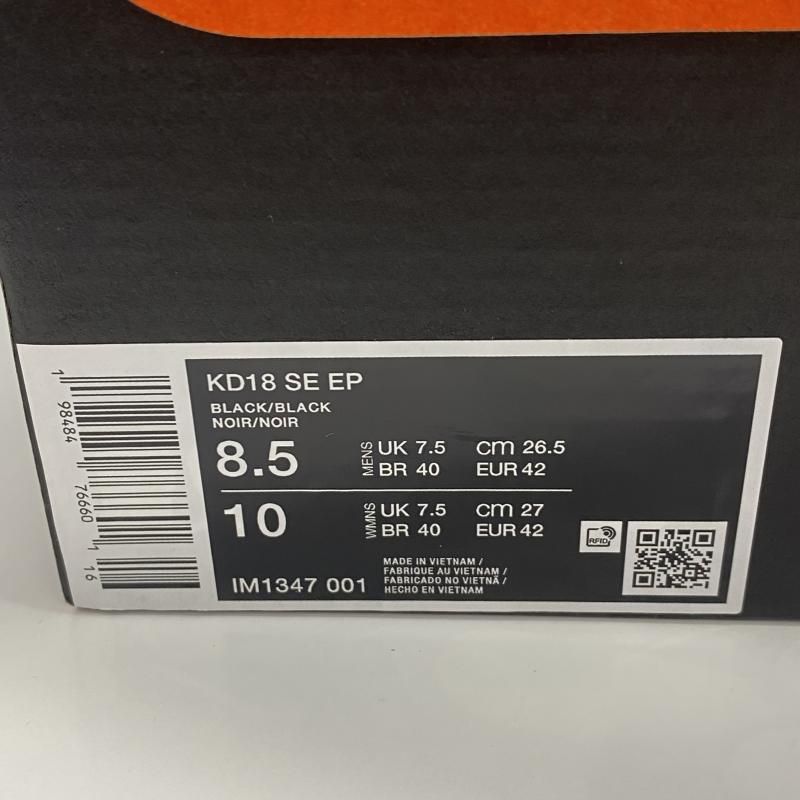 KD18 SE EP
BLACK/BLACK
NOIR/NOIR
8.5 MENS UK 7.5 cm 26.5
BR 40 EUR 42
10 WMNS UK 7.5 cm 27
BR 40 EUR 42
RFID
IM1347 001
MADE IN VIETNAM /
FABRIQUE AU VIETNAM /
FABRICADO NO VIETNÃ /
HECHO EN VIETNAM
1 98484 76660 1 16